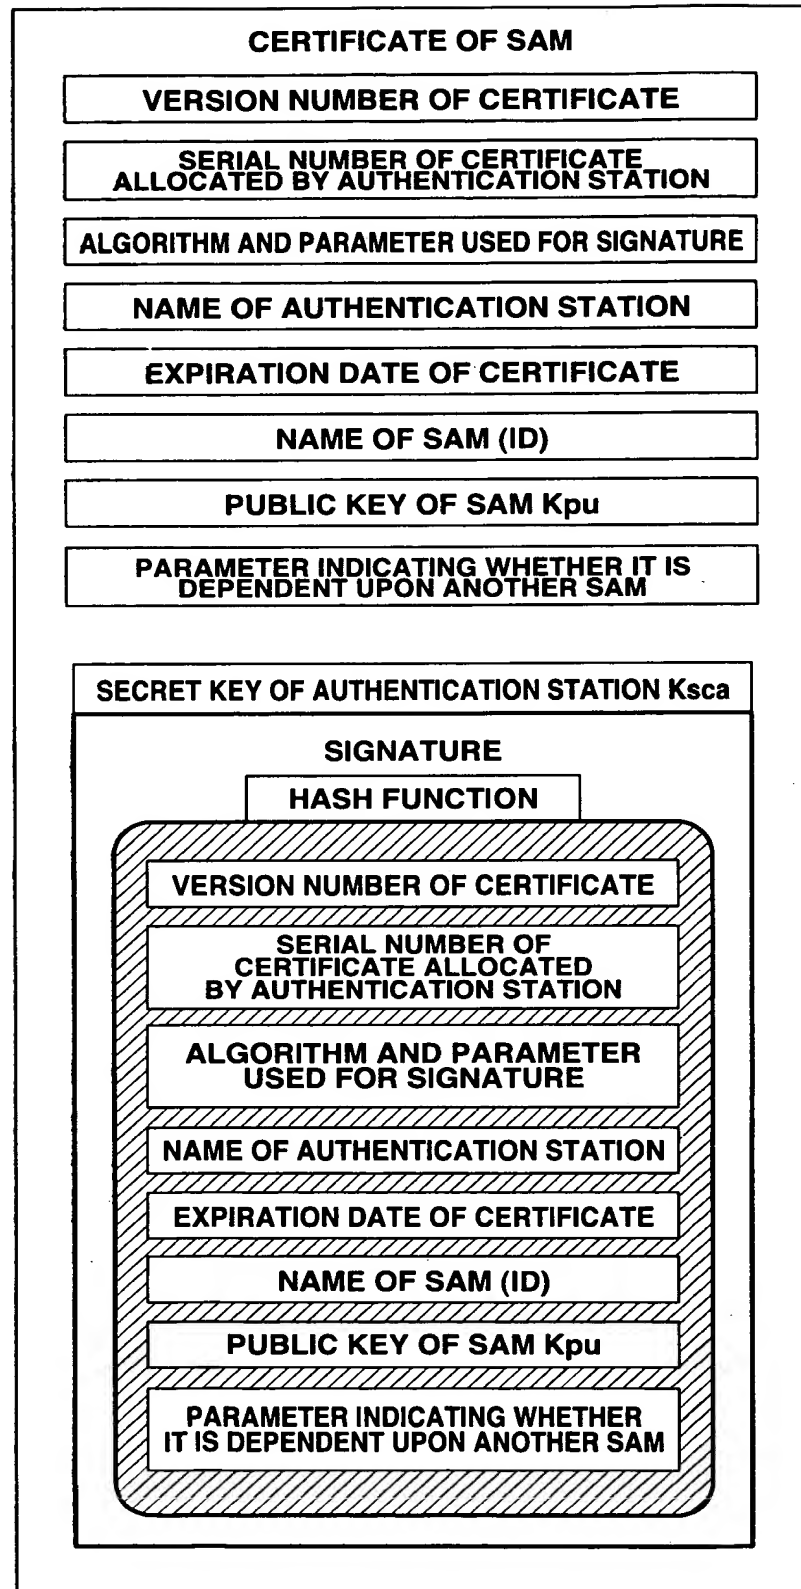 CERTIFICATE OF SAM
VERSION NUMBER OF CERTIFICATE
SERIAL NUMBER OF CERTIFICATE
ALLOCATED BY AUTHENTICATION STATION
ALGORITHM AND PARAMETER USED FOR SIGNATURE
NAME OF AUTHENTICATION STATION
EXPIRATION DATE OF CERTIFICATE
NAME OF SAM (ID)
PUBLIC KEY OF SAM Kpu
PARAMETER INDICATING WHETHER IT IS
DEPENDENT UPON ANOTHER SAM
SECRET KEY OF AUTHENTICATION STATION Ksca
SIGNATURE
HASH FUNCTION
VERSION NUMBER OF CERTIFICATE
SERIAL NUMBER OF
CERTIFICATE ALLOCATED
BY AUTHENTICATION STATION
ALGORITHM AND PARAMETER
USED FOR SIGNATURE
NAME OF AUTHENTICATION STATION
EXPIRATION DATE OF CERTIFICATE
NAME OF SAM (ID)
PUBLIC KEY OF SAM Kpu
PARAMETER INDICATING WHETHER
IT IS DEPENDENT UPON ANOTHER SAM